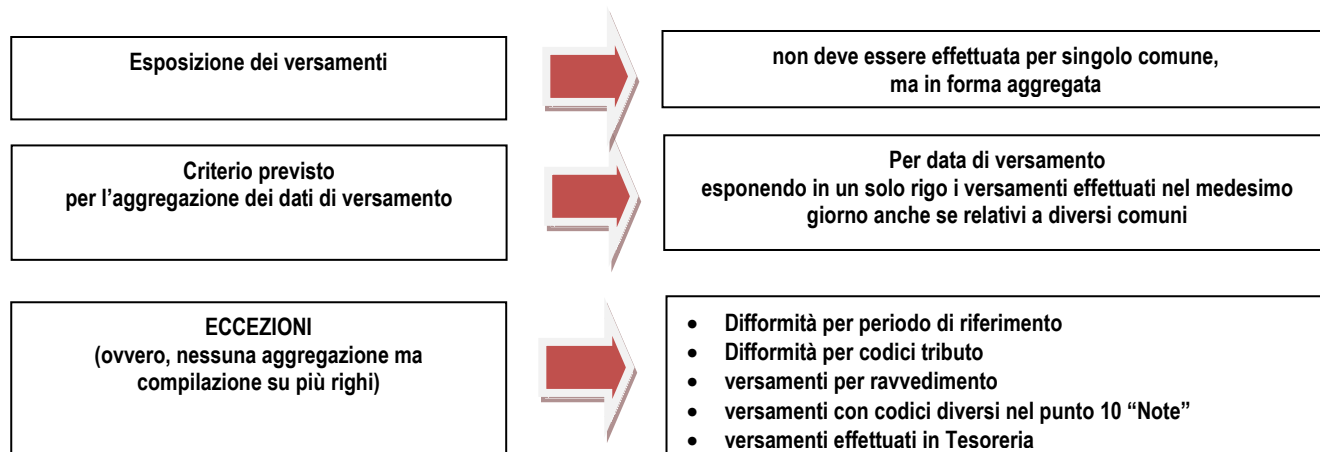 Esposizione dei versamenti
non deve essere effettuata per singolo comune,
ma in forma aggregata
Criterio previsto
per l’aggregazione dei dati di versamento
Per data di versamento
esponendo in un solo rigo i versamenti effettuati nel medesimo
giorno anche se relativi a diversi comuni
ECCEZIONI
(ovvero, nessuna aggregazione ma
compilazione su più righi)
• Difformità per periodo di riferimento
• Difformità per codici tributo
• versamenti per ravvedimento
• versamenti con codici diversi nel punto 10 “Note”
• versamenti effettuati in Tesoreria